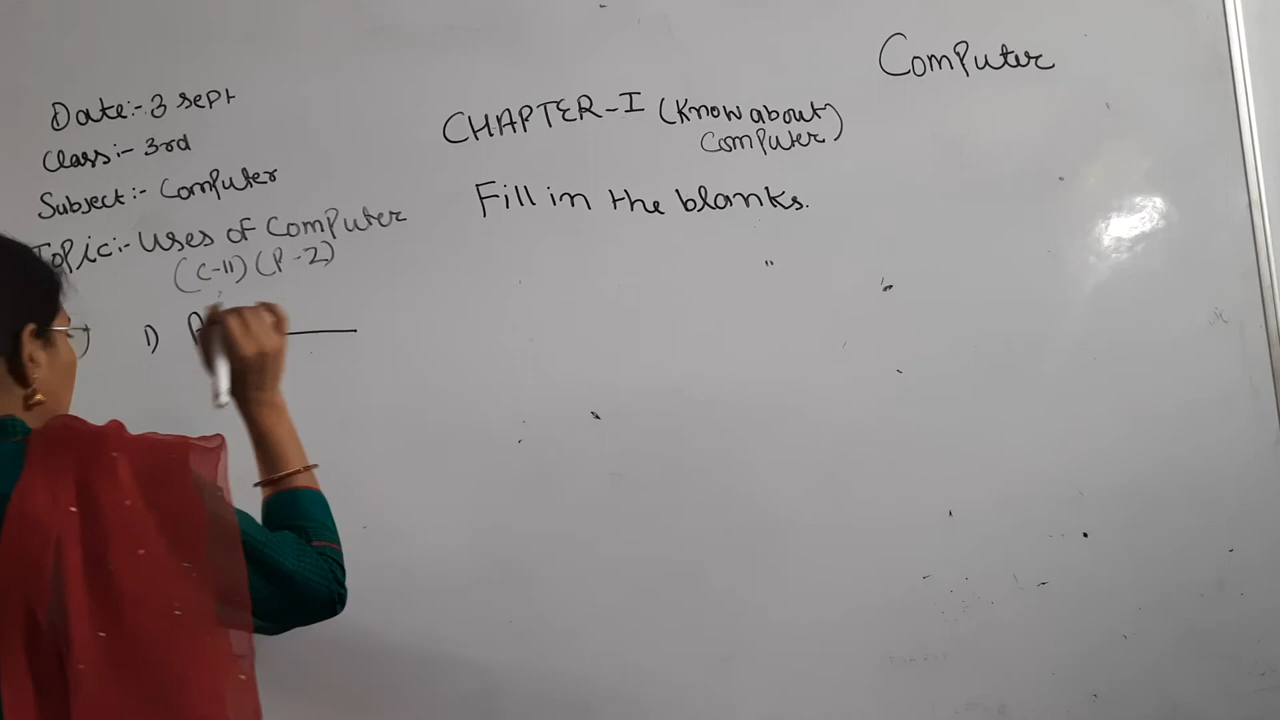 Computer
Date:- 3 sept
Class:- 3rd
Subject:- Computer
Topic:- Uses of Computer
(C-11) (P-2)
CHAPTER-I (Know about
Computer)
Fill in the blanks.
1) A